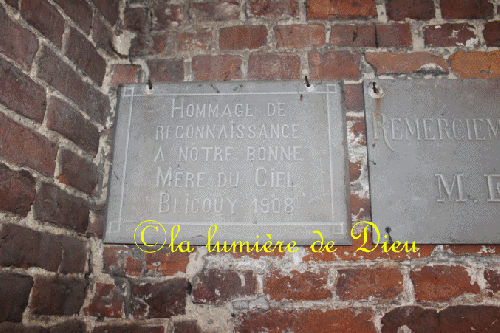 HOMMAGE DE
RECONNAISSANCE
A NOTRE BONNE
MÈRE DU CIEL
BLICQUY 1908
REMERCIEM
M. E
©la lumière de Dieu